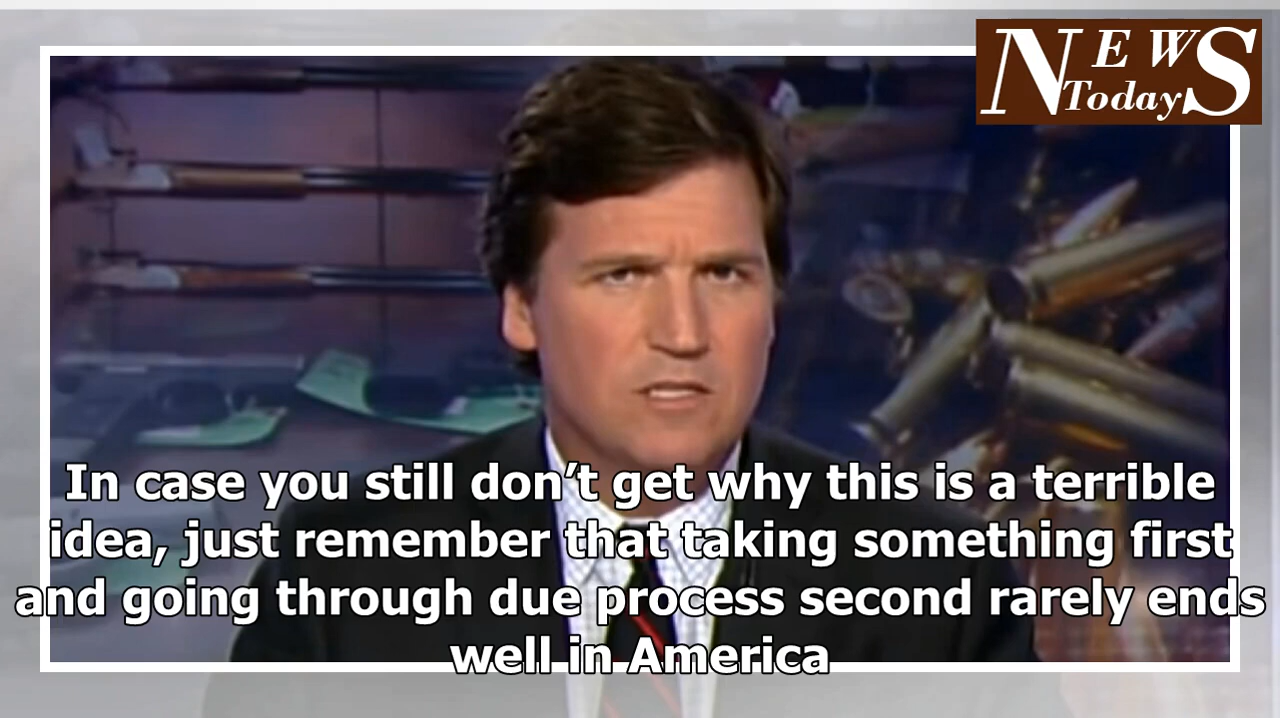 NEWS
Today
In case you still don’t get why this is a terrible
idea, just remember that taking something first
and going through due process second rarely ends
well in America